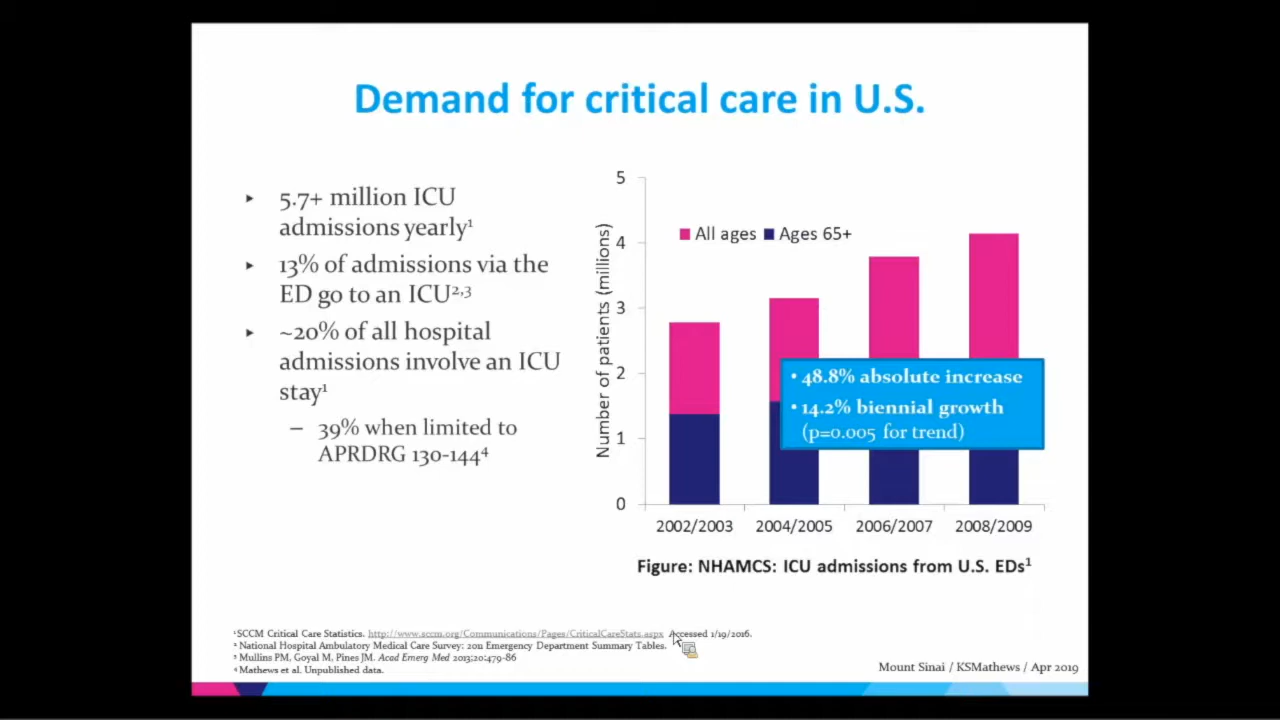 Demand for critical care in U.S.
5.7+ million ICU
admissions yearly¹
13% of admissions via the
ED go to an ICU²,³
~20% of all hospital
admissions involve an ICU
stay¹
– 39% when limited to
APRDRG 130-144⁴
Number of patients (millions)
5
4
3
2
1
0
All ages Ages 65+
• 48.8% absolute increase
• 14.2% biennial growth
(p=0.005 for trend)
2002/2003 2004/2005 2006/2007 2008/2009
Figure: NHAMCS: ICU admissions from U.S. EDs¹
¹ SCCM Critical Care Statistics. http://www.sccm.org/Communications/Pages/CriticalCareStats.aspx Accessed 1/19/2016.
² National Hospital Ambulatory Medical Care Survey: 2011 Emergency Department Summary Tables.
³ Mullins PM, Goyal M, Pines JM. Acad Emerg Med 2013;20:479-86
⁴ Mathews et al. Unpublished data.
Mount Sinai / KSMathews / Apr 2019